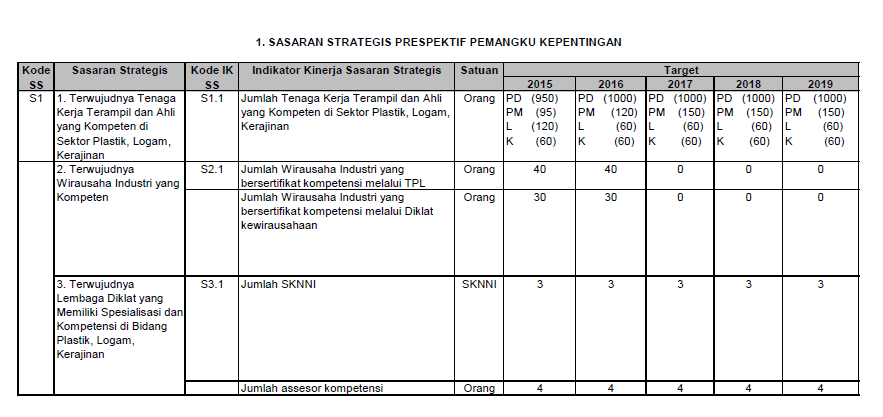 1. SASARAN STRATEGIS PRESPEKTIF PEMANGKU KEPENTINGAN
Kode SS Sasaran Strategis Kode IK SS Indikator Kinerja Sasaran Strategis Satuan Target
2015 2016 2017 2018 2019
S1 1. Terwujudnya Tenaga S1.1 Jumlah Tenaga Kerja Terampil dan Ahli Orang PD (950) PD (1000) PD (1000) PD (1000) PD (1000)
Kerja Terampil dan Ahli yang Kompeten di Sektor Plastik, Logam, PM (95) PM (120) PM (150) PM (150) PM (150)
yang Kompeten di Kerajinan L (120) L (60) L (60) L (60) L (60)
Sektor Plastik, Logam, K (60) K (60) K (60) K (60) K (60)
Kerajinan
2. Terwujudnya S2.1 Jumlah Wirausaha Industri yang Orang 40 40 0 0 0
Wirausaha Industri yang bersertifikat kompetensi melalui TPL
Kompeten Jumlah Wirausaha Industri yang Orang 30 30 0 0 0
bersertifikat kompetensi melalui Diklat
kewirausahaan
3. Terwujudnya S3.1 Jumlah SKNNI SKNNI 3 3 3 3 3
Lembaga Diklat yang
Memiliki Spesialisasi dan
Kompetensi di Bidang
Plastik, Logam,
Kerajinan
Jumlah assesor kompetensi Orang 4 4 4 4 4